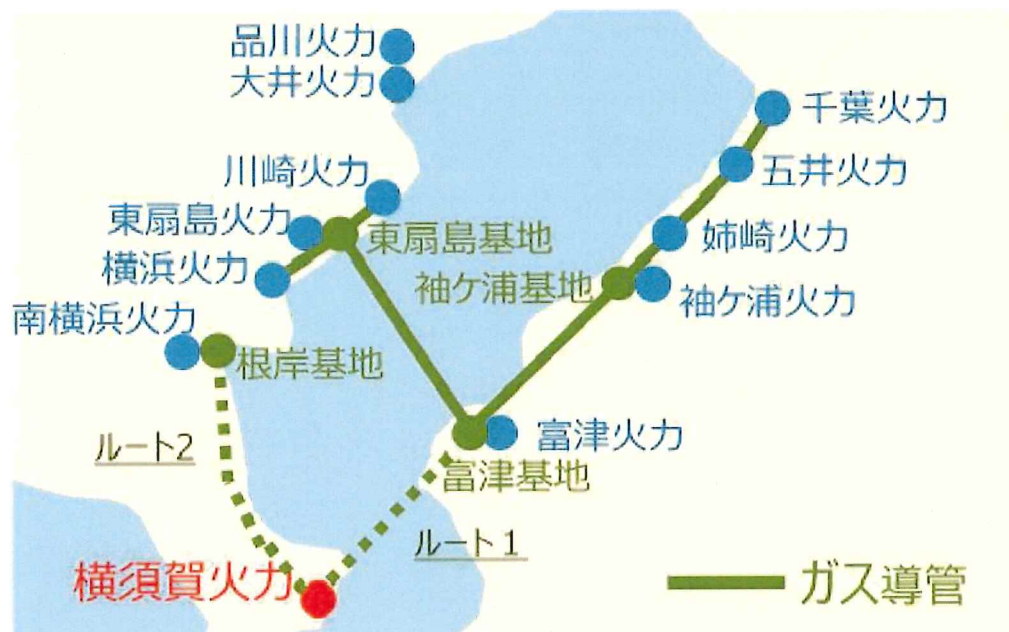 品川火力
大井火力
千葉火力
川崎火力
五井火力
東扇島火力
東扇島基地
姉崎火力
横浜火力
袖ケ浦基地
袖ケ浦火力
南横浜火力
根岸基地
ルート2
富津火力
富津基地
ルート1
横須賀火力
ガス導管